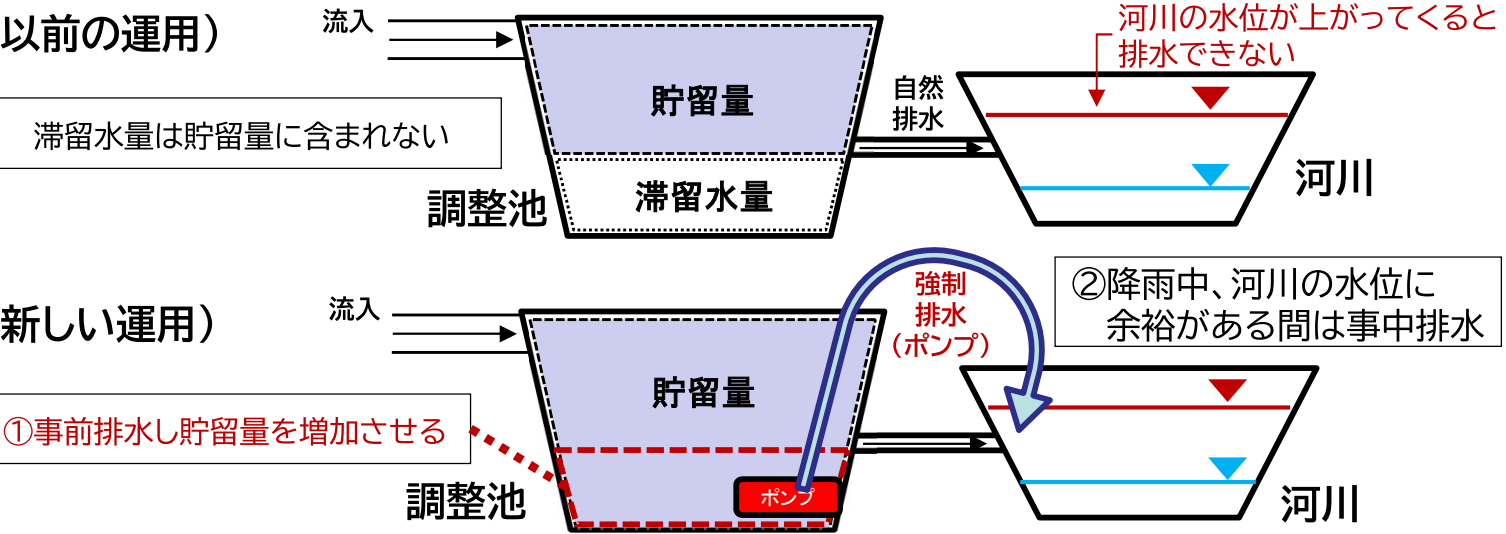 以前の運用）
流入
河川の水位が上がってくると
排水できない
貯留量
自然
排水
滞留水量は貯留量に含まれない
調整池
滞留水量
河川
新しい運用）
流入
強制
排水
（ポンプ）
②降雨中、河川の水位に
余裕がある間は事中排水
貯留量
①事前排水し貯留量を増加させる
調整池
ポンプ
河川